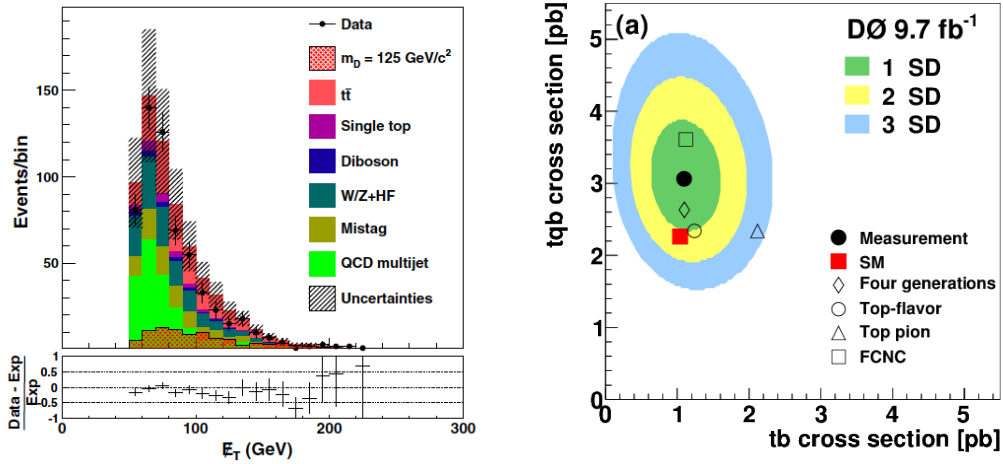 Data
m_D = 125 GeV/c²
tt̄
Single top
Diboson
W/Z+HF
Mistag
QCD multijet
Uncertainties
Events/bin
150
100
50
Data - Exp
Exp
0.5
0
-0.5
-1
0
100
200
300
E̸_T (GeV)
(a)
DØ 9.7 fb⁻¹
1 SD
2 SD
3 SD
Measurement
SM
Four generations
Top-flavor
Top pion
FCNC
tqb cross section [pb]
5
4
3
2
1
0
0
1
2
3
4
5
tb cross section [pb]